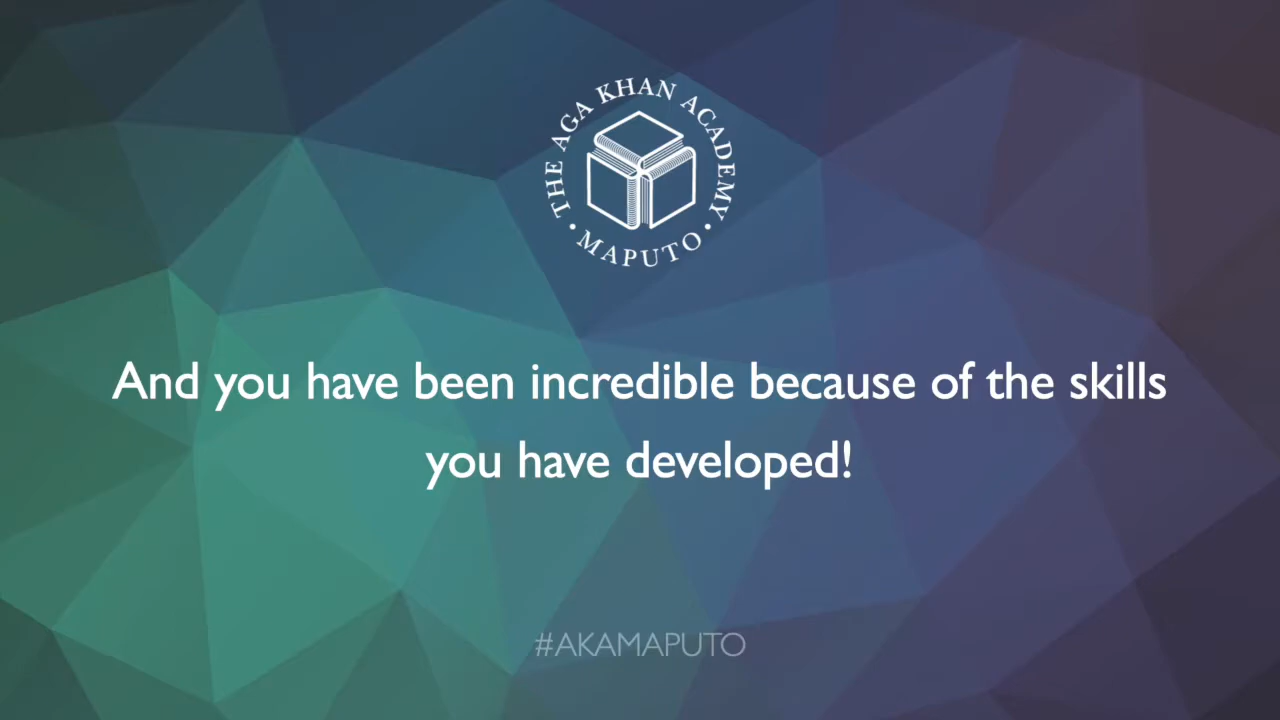 THE AGA KHAN ACADEMY
• MAPUTO •
And you have been incredible because of the skills
you have developed!
#AKAMAPUTO